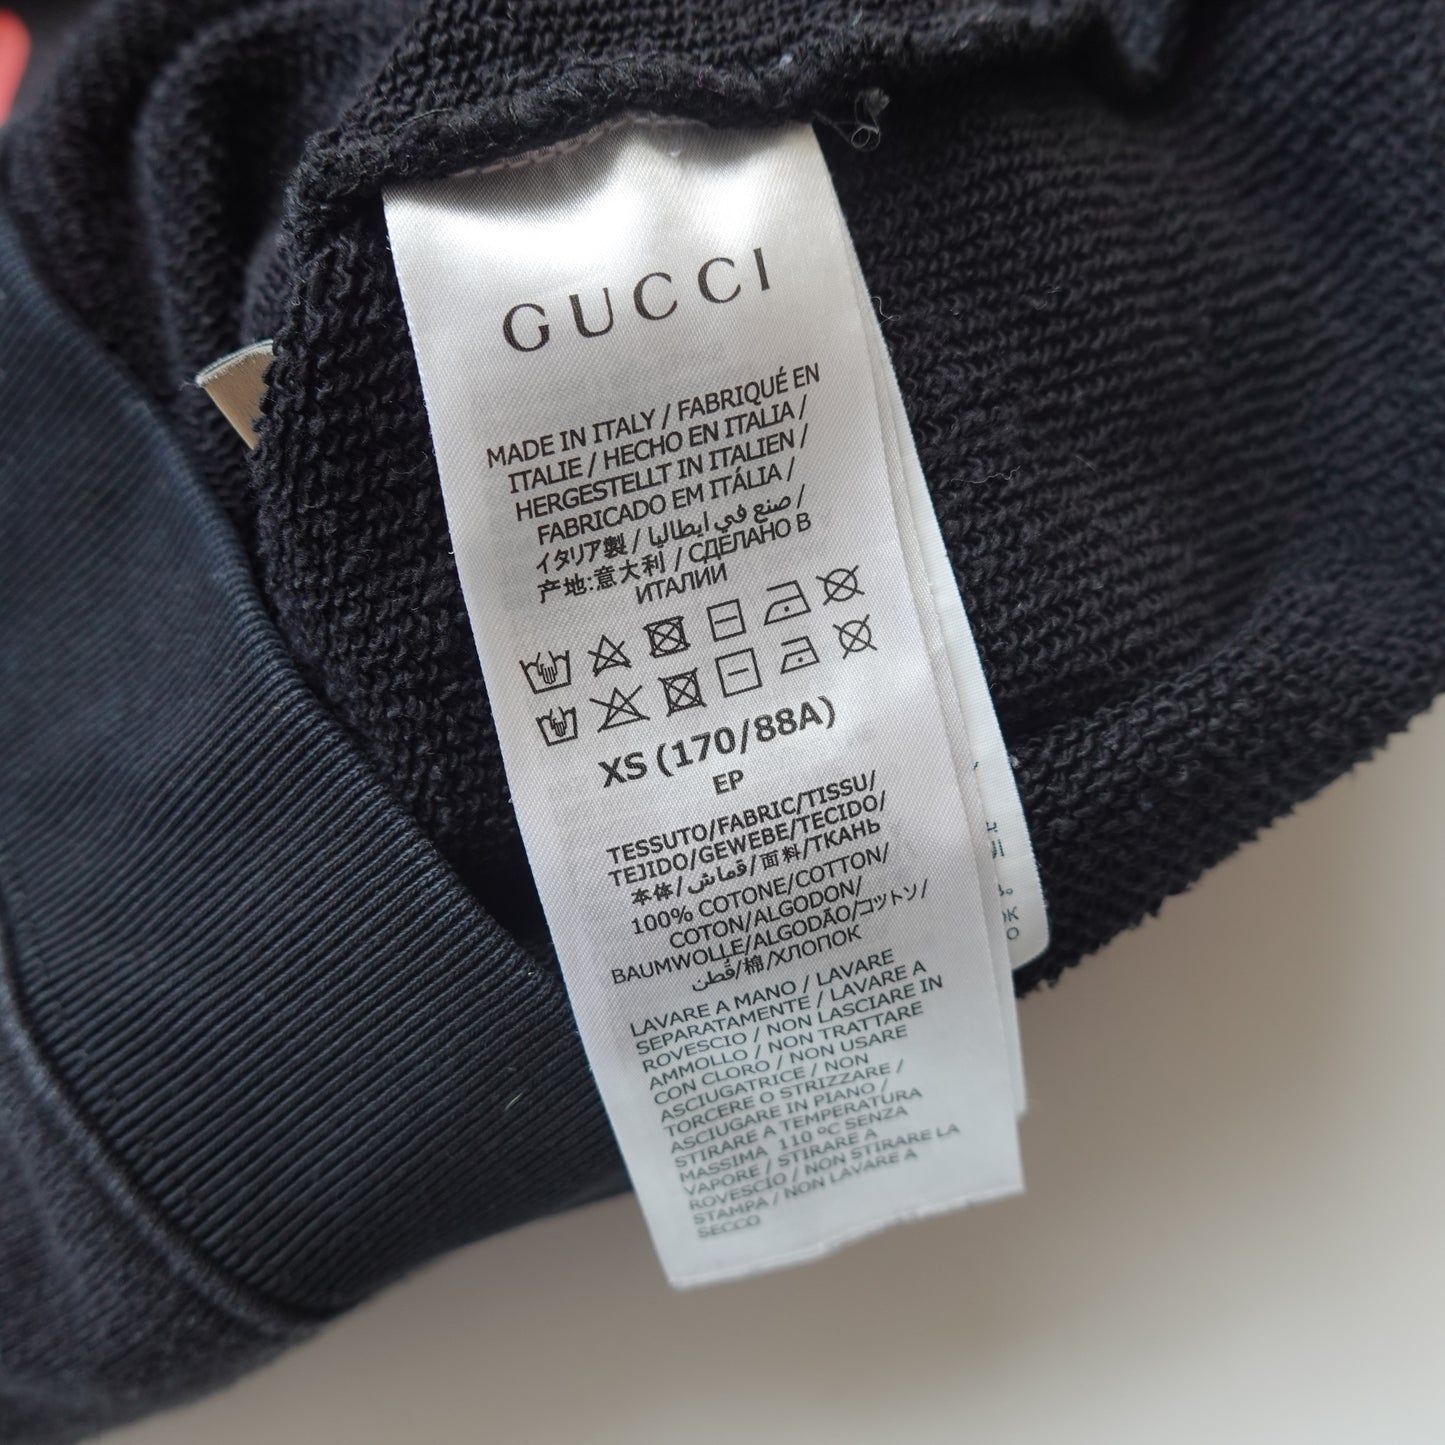 GUCCI
MADE IN ITALY / FABRIQUÉ EN
ITALIE / HECHO EN ITALIA /
HERGESTELLT IN ITALIEN /
FABRICADO EM ITÁLIA /
イタリア製 / صنع في ايطاليا /
产地:意大利 / СДЕЛАНО В
ИТАЛИИ
XS (170/88A)
EP
TESSUTO/FABRIC/TISSU/
TEJIDO/GEWEBE/TECIDO/
本体/قماش/面料/ТКАНЬ
100% COTONE/COTTON/
COTON/ALGODON/
BAUMWOLLE/ALGODÃO/コットン/
قُطن/棉/ХЛОПОК
LAVARE A MANO / LAVARE
SEPARATAMENTE / LAVARE A
ROVESCIO / NON LASCIARE IN
AMMOLLO / NON TRATTARE
CON CLORO / NON USARE
ASCIUGATRICE / NON
TORCERE O STRIZZARE /
ASCIUGARE IN PIANO /
STIRARE A TEMPERATURA
MASSIMA 110 ºC SENZA
VAPORE / STIRARE A
ROVESCIO / NON STIRARE LA
STAMPA / NON LAVARE A
SECCO